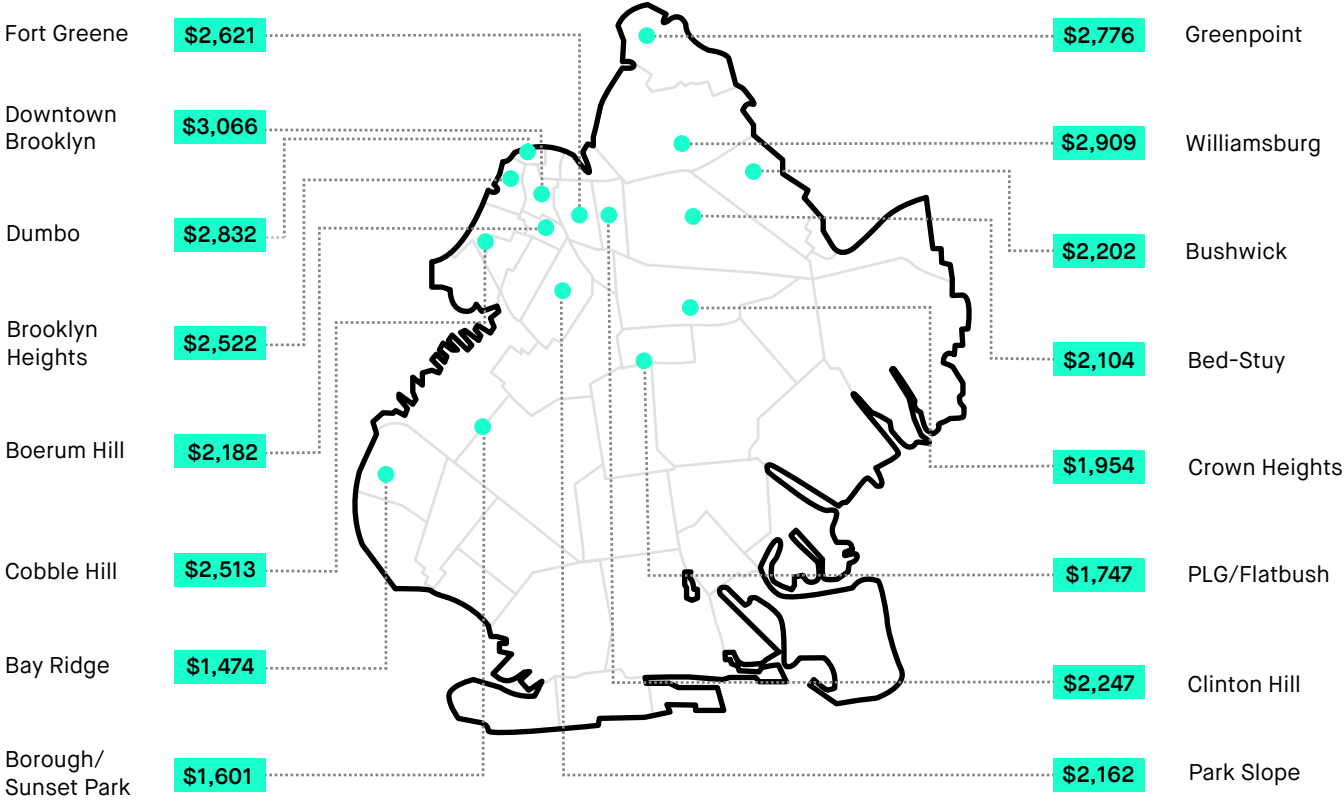 Fort Greene $2,621
Downtown
Brooklyn $3,066
Dumbo $2,832
Brooklyn
Heights $2,522
Boerum Hill $2,182
Cobble Hill $2,513
Bay Ridge $1,474
Borough/
Sunset Park $1,601
$2,776 Greenpoint
$2,909 Williamsburg
$2,202 Bushwick
$2,104 Bed-Stuy
$1,954 Crown Heights
$1,747 PLG/Flatbush
$2,247 Clinton Hill
$2,162 Park Slope